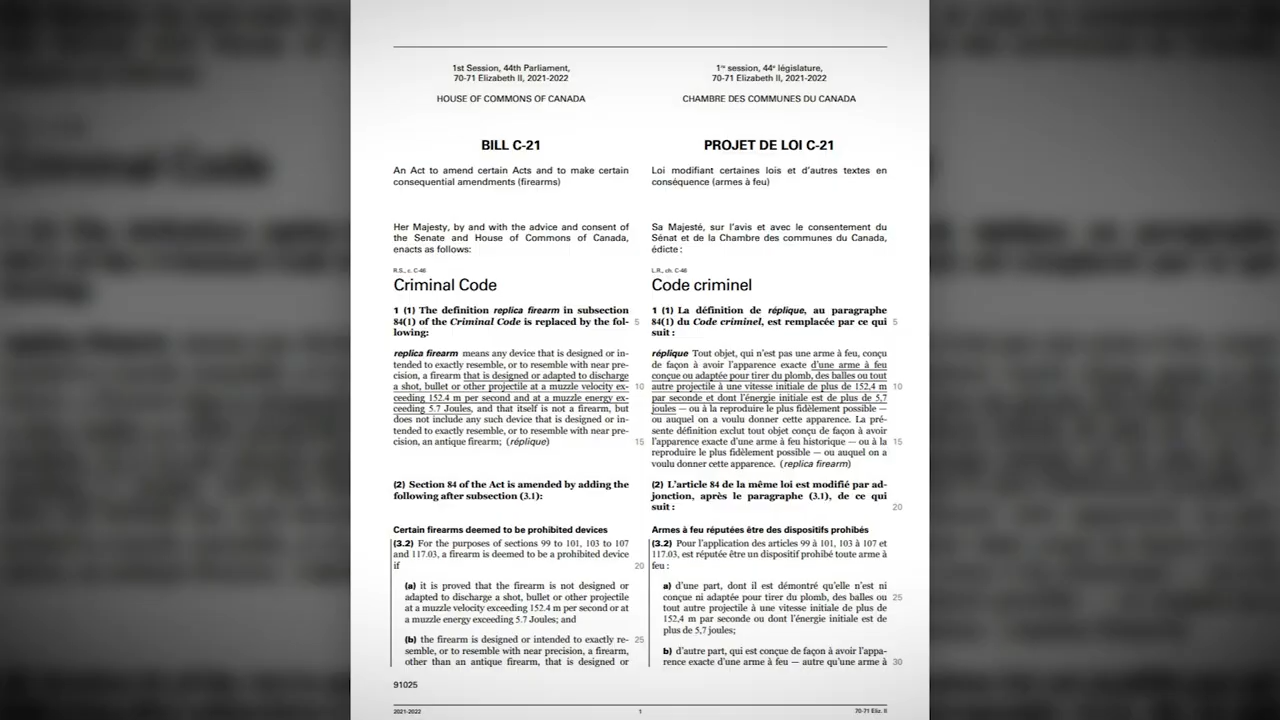 1st Session, 44th Parliament,
70-71 Elizabeth II, 2021-2022
HOUSE OF COMMONS OF CANADA
BILL C-21
An Act to amend certain Acts and to make certain
consequential amendments (firearms)
Her Majesty, by and with the advice and consent of
the Senate and House of Commons of Canada,
enacts as follows:
R.S., c. C-46
Criminal Code
1 (1) The definition replica firearm in subsection
84(1) of the Criminal Code is replaced by the fol- 5
lowing:
replica firearm means any device that is designed or in-
tended to exactly resemble, or to resemble with near pre-
cision, a firearm that is designed or adapted to discharge
a shot, bullet or other projectile at a muzzle velocity ex- 10
ceeding 152.4 m per second and at a muzzle energy ex-
ceeding 5.7 Joules, and that itself is not a firearm, but
does not include any such device that is designed or in-
tended to exactly resemble, or to resemble with near pre-
cision, an antique firearm; (réplique) 15
(2) Section 84 of the Act is amended by adding the
following after subsection (3.1):
Certain firearms deemed to be prohibited devices
(3.2) For the purposes of sections 99 to 101, 103 to 107
and 117.03, a firearm is deemed to be a prohibited device
if 20
(a) it is proved that the firearm is not designed or
adapted to discharge a shot, bullet or other projectile
at a muzzle velocity exceeding 152.4 m per second or at
a muzzle energy exceeding 5.7 Joules; and
(b) the firearm is designed or intended to exactly re- 25
semble, or to resemble with near precision, a firearm,
other than an antique firearm, that is designed or
1re session, 44e législature,
70-71 Elizabeth II, 2021-2022
CHAMBRE DES COMMUNES DU CANADA
PROJET DE LOI C-21
Loi modifiant certaines lois et d'autres textes en
conséquence (armes à feu)
Sa Majesté, sur l'avis et avec le consentement du
Sénat et de la Chambre des communes du Canada,
édicte :
L.R., ch. C-46
Code criminel
1 (1) La définition de réplique, au paragraphe
84(1) du Code criminel, est remplacée par ce qui 5
suit :
réplique Tout objet, qui n'est pas une arme à feu, conçu
de façon à avoir l'apparence exacte d'une arme à feu
conçue ou adaptée pour tirer du plomb, des balles ou tout
autre projectile à une vitesse initiale de plus de 152,4 m 10
par seconde et dont l'énergie initiale est de plus de 5,7
joules — ou à la reproduire le plus fidèlement possible —
ou auquel on a voulu donner cette apparence. La pré-
sente définition exclut tout objet conçu de façon à avoir
l'apparence exacte d'une arme à feu historique — ou à la 15
reproduire le plus fidèlement possible — ou auquel on a
voulu donner cette apparence. (replica firearm)
(2) L'article 84 de la même loi est modifié par ad-
jonction, après le paragraphe (3.1), de ce qui
suit : 20
Armes à feu réputées être des dispositifs prohibés
(3.2) Pour l'application des articles 99 à 101, 103 à 107 et
117.03, est réputée être un dispositif prohibé toute arme à
feu :
a) d'une part, dont il est démontré qu'elle n'est ni
conçue ni adaptée pour tirer du plomb, des balles ou 25
tout autre projectile à une vitesse initiale de plus de
152,4 m par seconde ou dont l'énergie initiale est de
plus de 5,7 joules;
b) d'autre part, qui est conçue de façon à avoir l'appa-
rence exacte d'une arme à feu — autre qu'une arme à 30
91025
2021-2022 1 70-71 Eliz. II